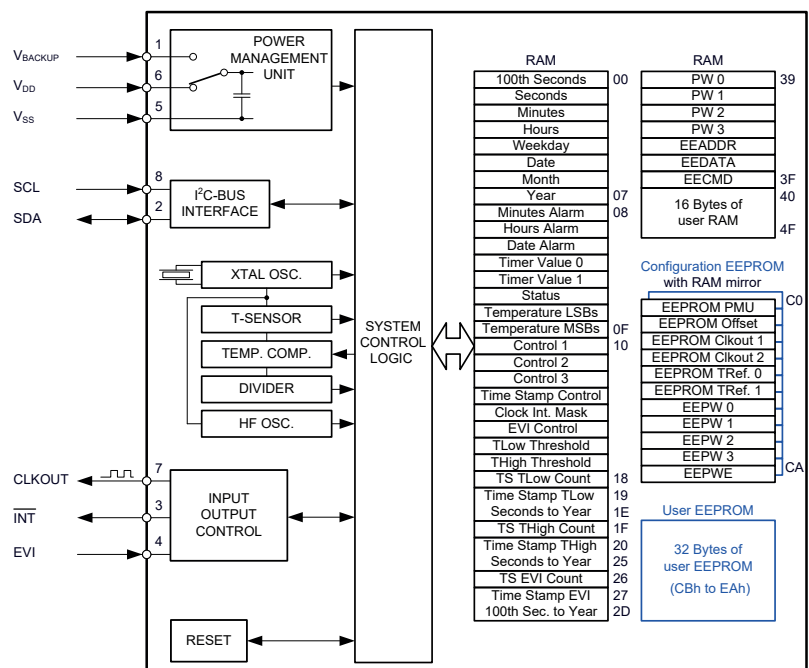 VBACKUP
1
VDD
6
VSS
5
POWER
MANAGEMENT
UNIT
SCL
8
SDA
2
I²C-BUS
INTERFACE
XTAL OSC.
T-SENSOR
TEMP. COMP.
DIVIDER
HF OSC.
CLKOUT
7
INT
3
EVI
4
INPUT
OUTPUT
CONTROL
RESET
SYSTEM
CONTROL
LOGIC
RAM
100th Seconds 00
Seconds
Minutes
Hours
Weekday
Date
Month
Year 07
Minutes Alarm 08
Hours Alarm
Date Alarm
Timer Value 0
Timer Value 1
Status
Temperature LSBs
Temperature MSBs 0F
Control 1 10
Control 2
Control 3
Time Stamp Control
Clock Int. Mask
EVI Control
TLow Threshold
THigh Threshold
TS TLow Count 18
Time Stamp TLow 19
Seconds to Year 1E
TS THigh Count 1F
Time Stamp THigh 20
Seconds to Year 25
TS EVI Count 26
Time Stamp EVI 27
100th Sec. to Year 2D
RAM
PW 0 39
PW 1
PW 2
PW 3
EEADDR
EEDATA
EECMD 3F
40
16 Bytes of
user RAM
4F
Configuration EEPROM
with RAM mirror
C0
EEPROM PMU
EEPROM Offset
EEPROM Clkout 1
EEPROM Clkout 2
EEPROM TRef. 0
EEPROM TRef. 1
EEPW 0
EEPW 1
EEPW 2
EEPW 3
EEPWE
CA
User EEPROM
32 Bytes of
user EEPROM
(CBh to EAh)